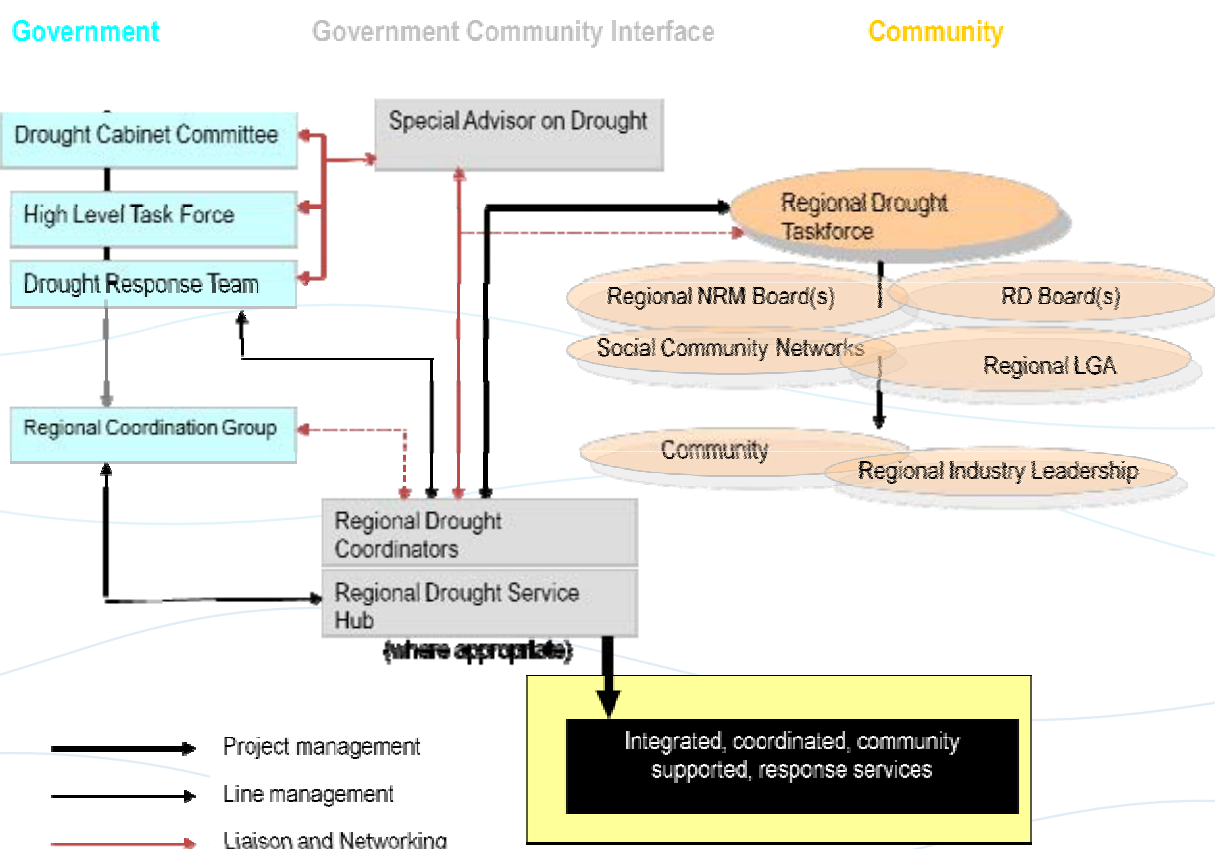 Government
Government Community Interface
Community
Drought Cabinet Committee
Special Advisor on Drought
High Level Task Force
Drought Response Team
Regional Coordination Group
Regional Drought
Taskforce
Regional NRM Board(s)
RD Board(s)
Social Community Networks
Regional LGA
Community
Regional Industry Leadership
Regional Drought
Coordinators
Regional Drought Service
Hub
(where appropriate)
Integrated, coordinated, community
supported, response services
Project management
Line management
Liaison and Networking